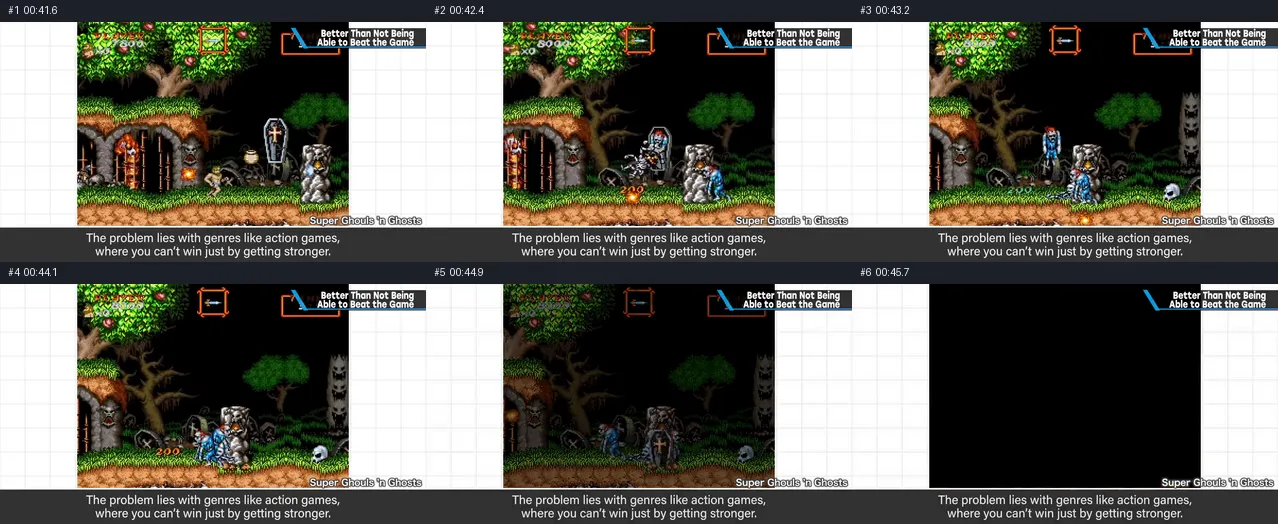 #1 00:41.6
Better Than Not Being
Able to Beat the Game
PLAYER
7800
Super Ghouls 'n Ghosts
The problem lies with genres like action games,
where you can't win just by getting stronger.
#2 00:42.4
Better Than Not Being
Able to Beat the Game
PLAYER
8000
200
Super Ghouls 'n Ghosts
The problem lies with genres like action games,
where you can't win just by getting stronger.
#3 00:43.2
Better Than Not Being
Able to Beat the Game
200
Super Ghouls 'n Ghosts
The problem lies with genres like action games,
where you can't win just by getting stronger.
#4 00:44.1
Better Than Not Being
Able to Beat the Game
200
Super Ghouls 'n Ghosts
The problem lies with genres like action games,
where you can't win just by getting stronger.
#5 00:44.9
Better Than Not Being
Able to Beat the Game
Super Ghouls 'n Ghosts
The problem lies with genres like action games,
where you can't win just by getting stronger.
#6 00:45.7
Better Than Not Being
Able to Beat the Game
Super Ghouls 'n Ghosts
The problem lies with genres like action games,
where you can't win just by getting stronger.